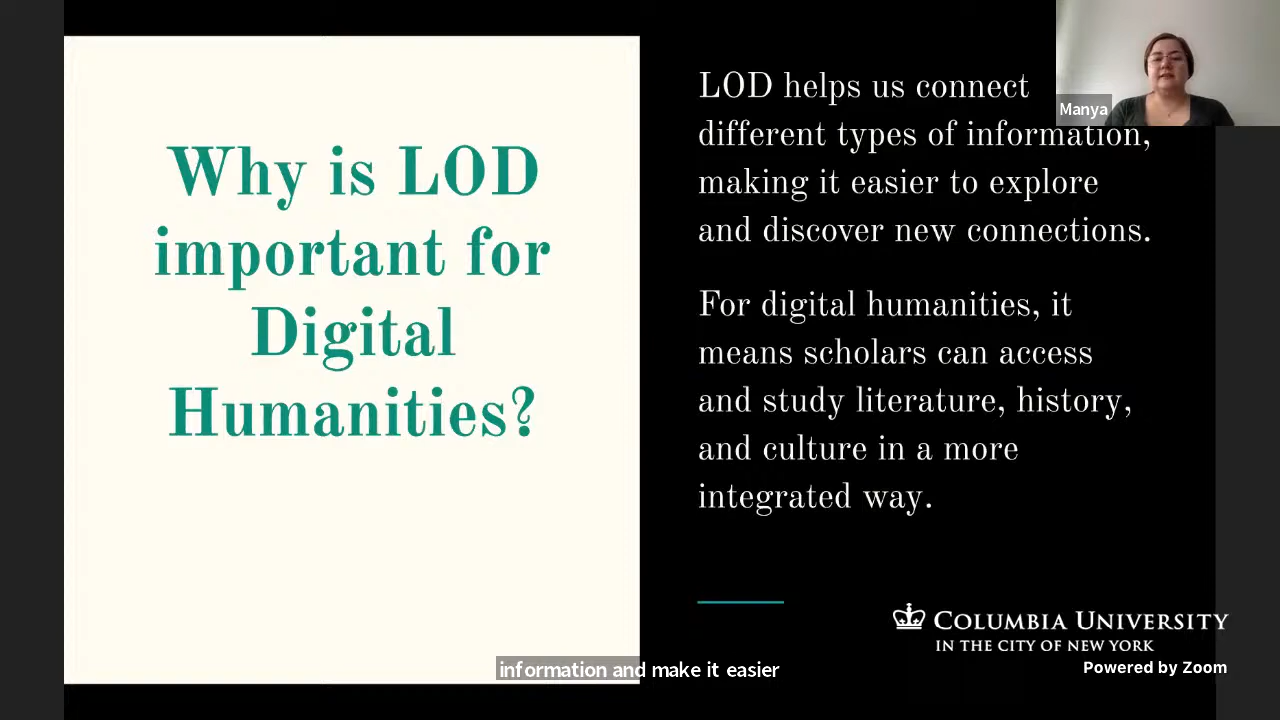 Why is LOD
important for
Digital
Humanities?
LOD helps us connect
different types of information,
making it easier to explore
and discover new connections.
For digital humanities, it
means scholars can access
and study literature, history,
and culture in a more
integrated way.
Manya
COLUMBIA UNIVERSITY
IN THE CITY OF NEW YORK
Powered by Zoom
information and make it easier